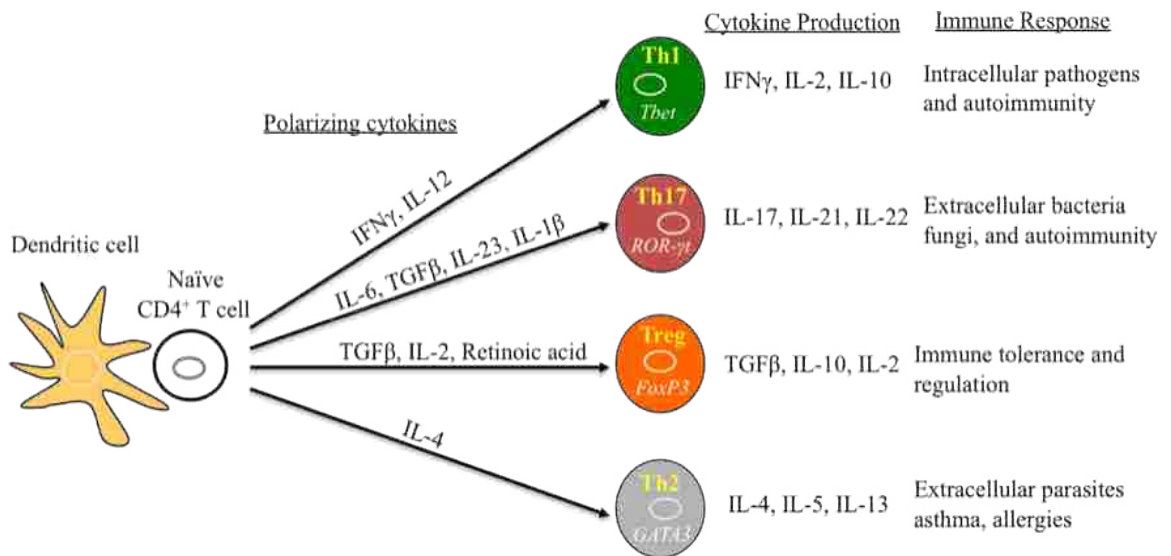 Cytokine Production
Immune Response
Polarizing cytokines
Th1
Tbet
IFNγ, IL-2, IL-10
Intracellular pathogens
and autoimmunity
IFNγ, IL-12
Th17
ROR-γt
IL-17, IL-21, IL-22
Extracellular bacteria
fungi, and autoimmunity
IL-6, TGFβ, IL-23, IL-1β
Dendritic cell
Naïve
CD4⁺ T cell
TGFβ, IL-2, Retinoic acid
Treg
FoxP3
TGFβ, IL-10, IL-2
Immune tolerance and
regulation
IL-4
Th2
GATA3
IL-4, IL-5, IL-13
Extracellular parasites
asthma, allergies